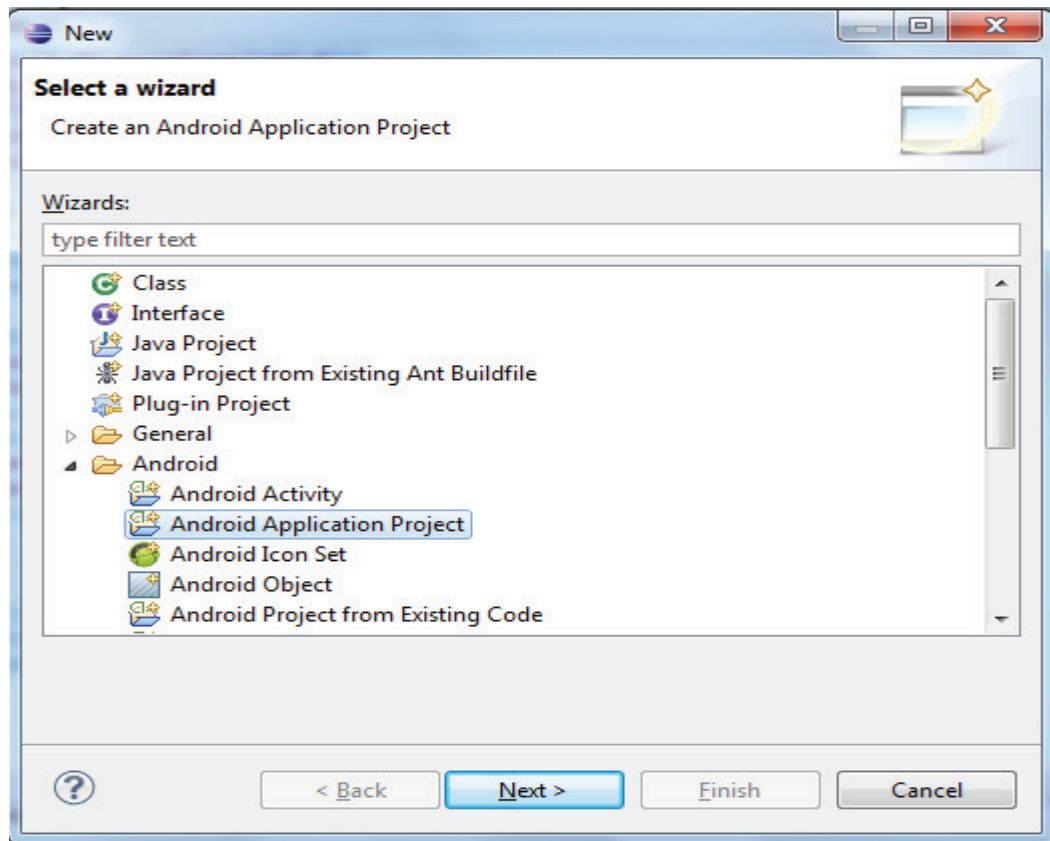 New
Select a wizard
Create an Android Application Project
Wizards:
type filter text
Class
Interface
Java Project
Java Project from Existing Ant Buildfile
Plug-in Project
General
Android
Android Activity
Android Application Project
Android Icon Set
Android Object
Android Project from Existing Code
< Back Next > Finish Cancel